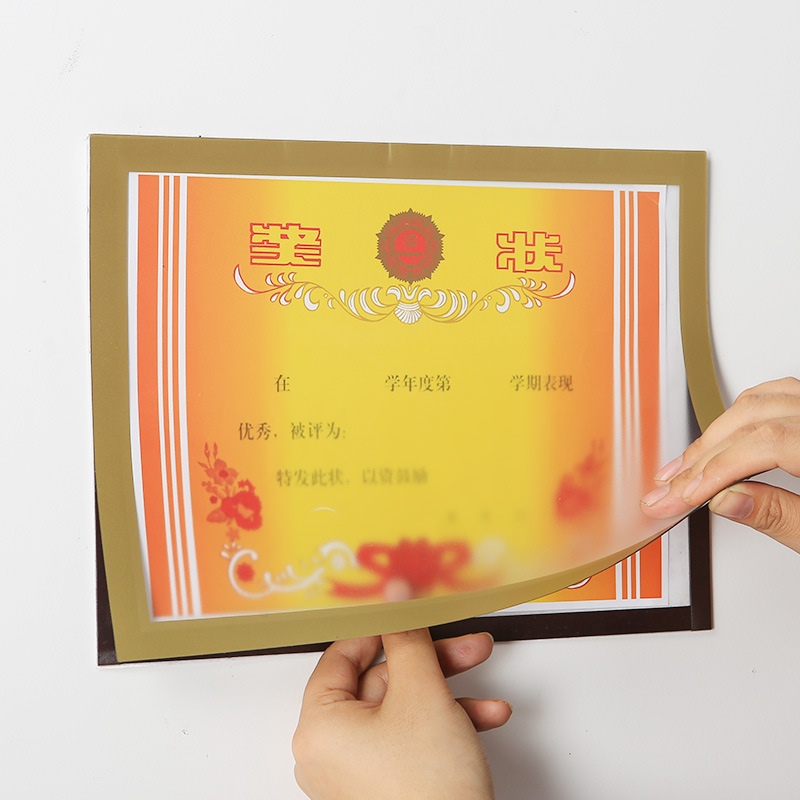 奖 状
在 学年度第 学期表现
优秀，被评为：
特发此状，以资鼓励